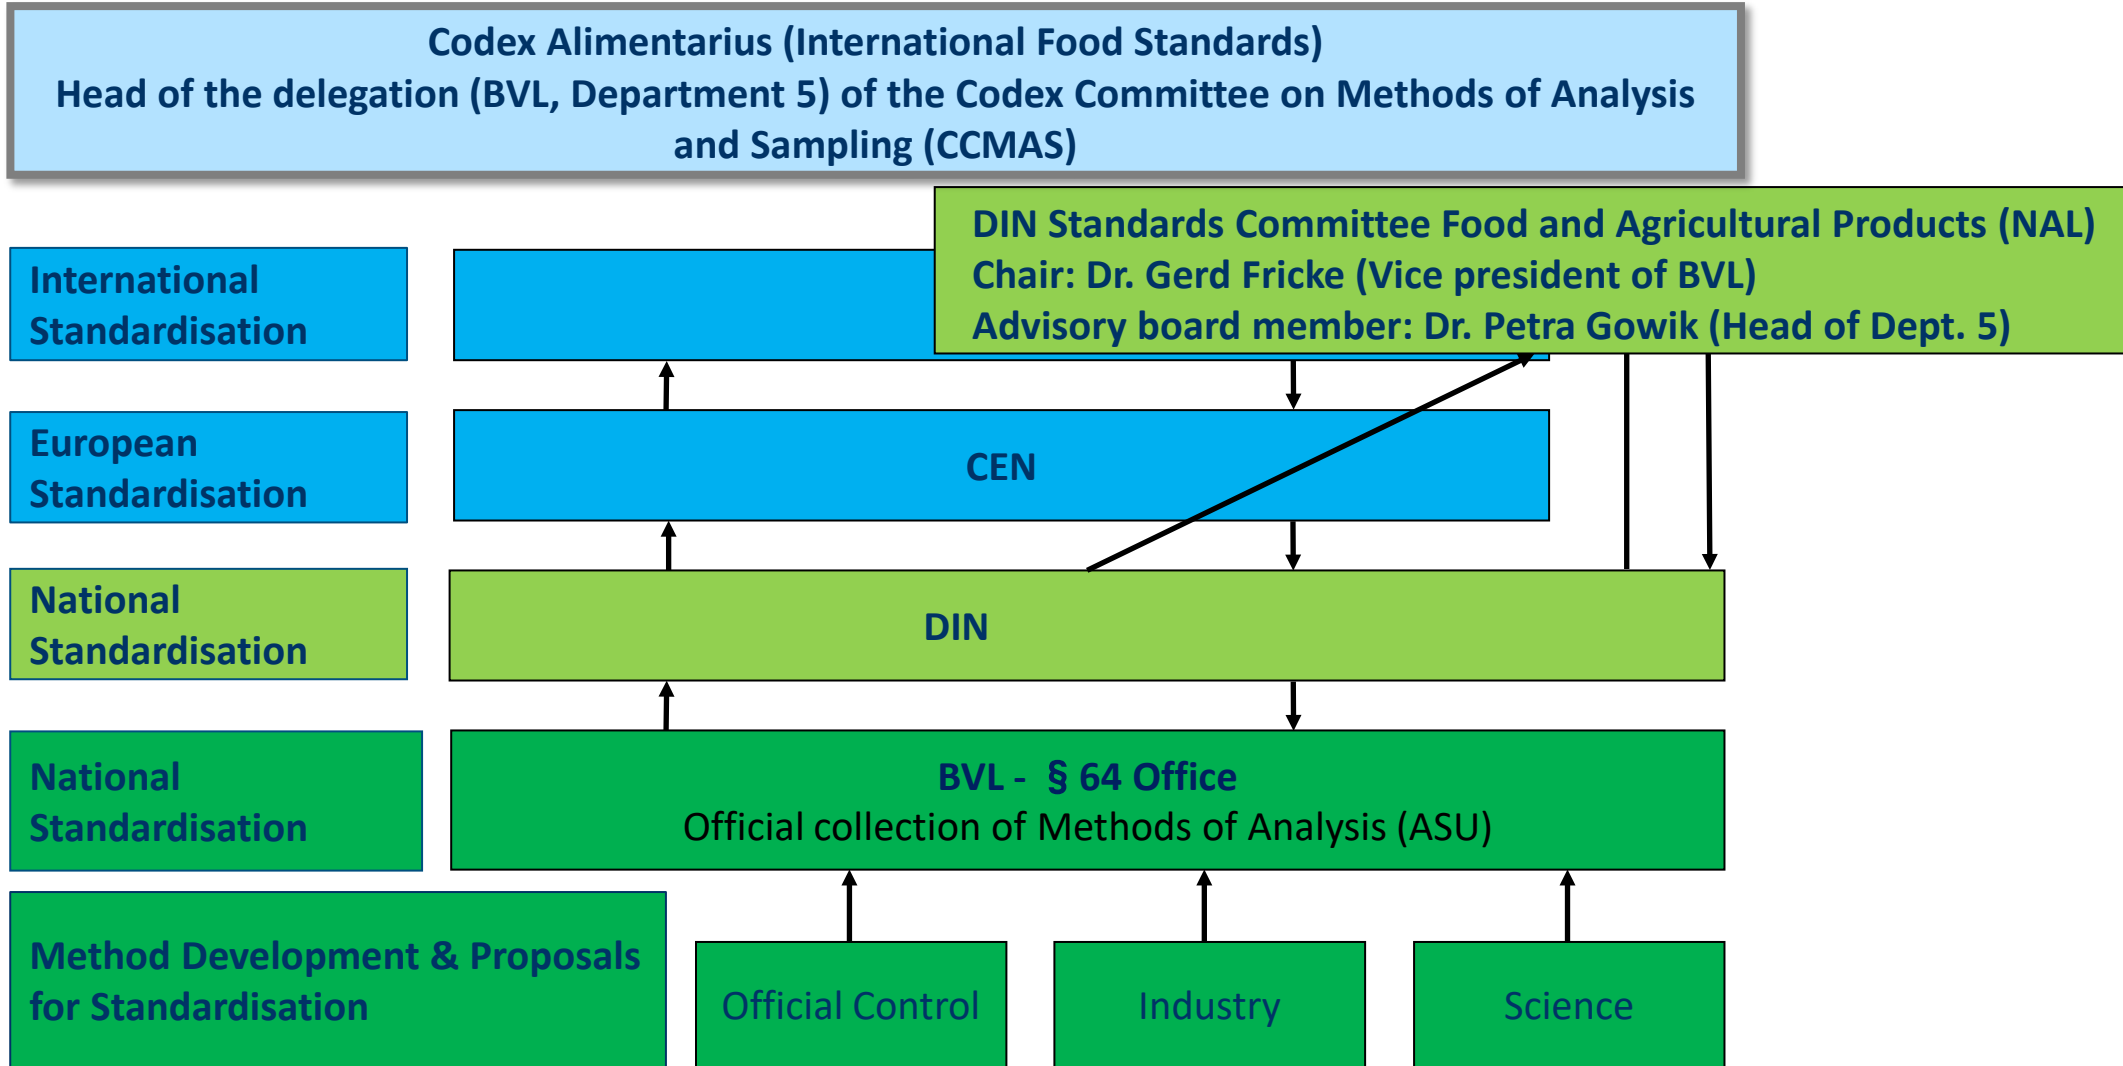 Codex Alimentarius (International Food Standards)
Head of the delegation (BVL, Department 5) of the Codex Committee on Methods of Analysis
and Sampling (CCMAS)
DIN Standards Committee Food and Agricultural Products (NAL)
Chair: Dr. Gerd Fricke (Vice president of BVL)
Advisory board member: Dr. Petra Gowik (Head of Dept. 5)
International
Standardisation
European
Standardisation
CEN
National
Standardisation
DIN
National
Standardisation
BVL - § 64 Office
Official collection of Methods of Analysis (ASU)
Method Development & Proposals
for Standardisation
Official Control
Industry
Science